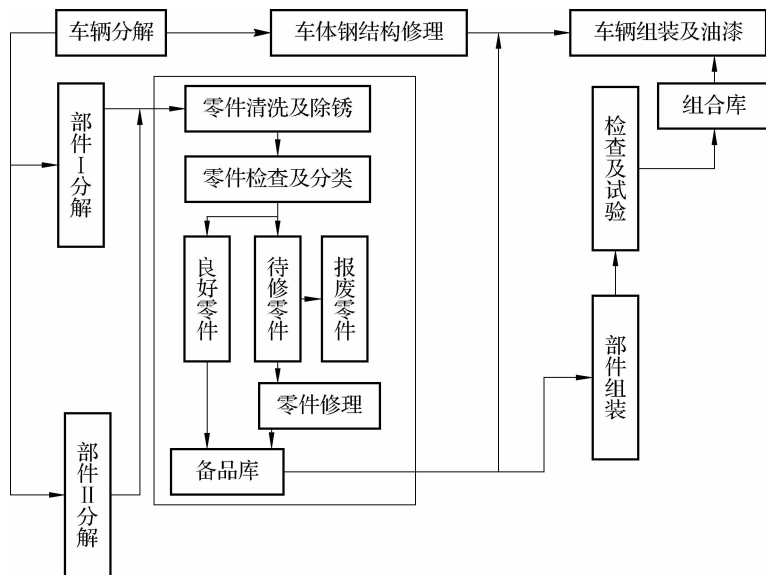 车辆分解
车体钢结构修理
车辆组装及油漆
部件Ⅰ分解
零件清洗及除锈
零件检查及分类
良好零件
待修零件
报废零件
零件修理
备品库
部件Ⅱ分解
组合库
检查及试验
部件组装